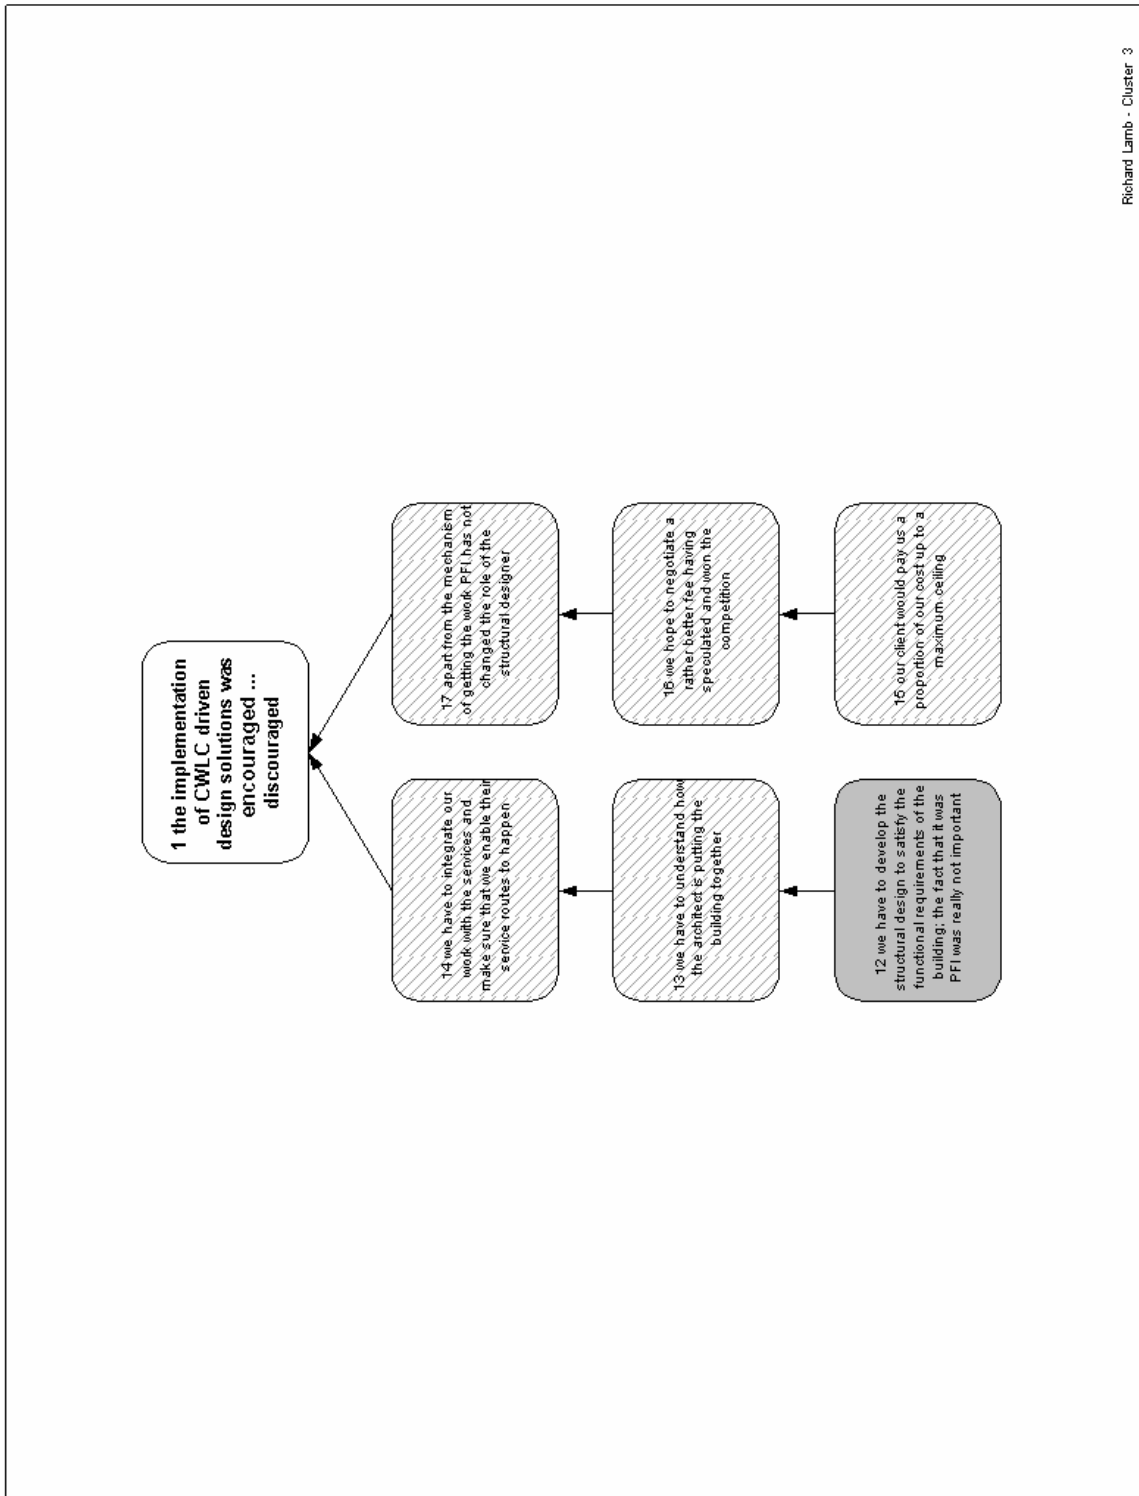 1 the implementation
of CWLC driven
design solutions was
encouraged ...
discouraged
14 we have to integrate our
work with the services and
make sure that we enable their
service routes to happen
17 apart from the mechanism
of getting the work PFI has not
changed the role of the
structural designer
13 we have to understand how
the architect is putting the
building together
16 we hope to negotiate a
rather better fee having
speculated and won the
competition
12 we have to develop the
structural design to satisfy the
functional requirements of the
building; the fact that it was
PFI was really not important
15 our client would pay us a
proportion of our cost up to a
maximum ceiling
Richard Lamb - Cluster 3